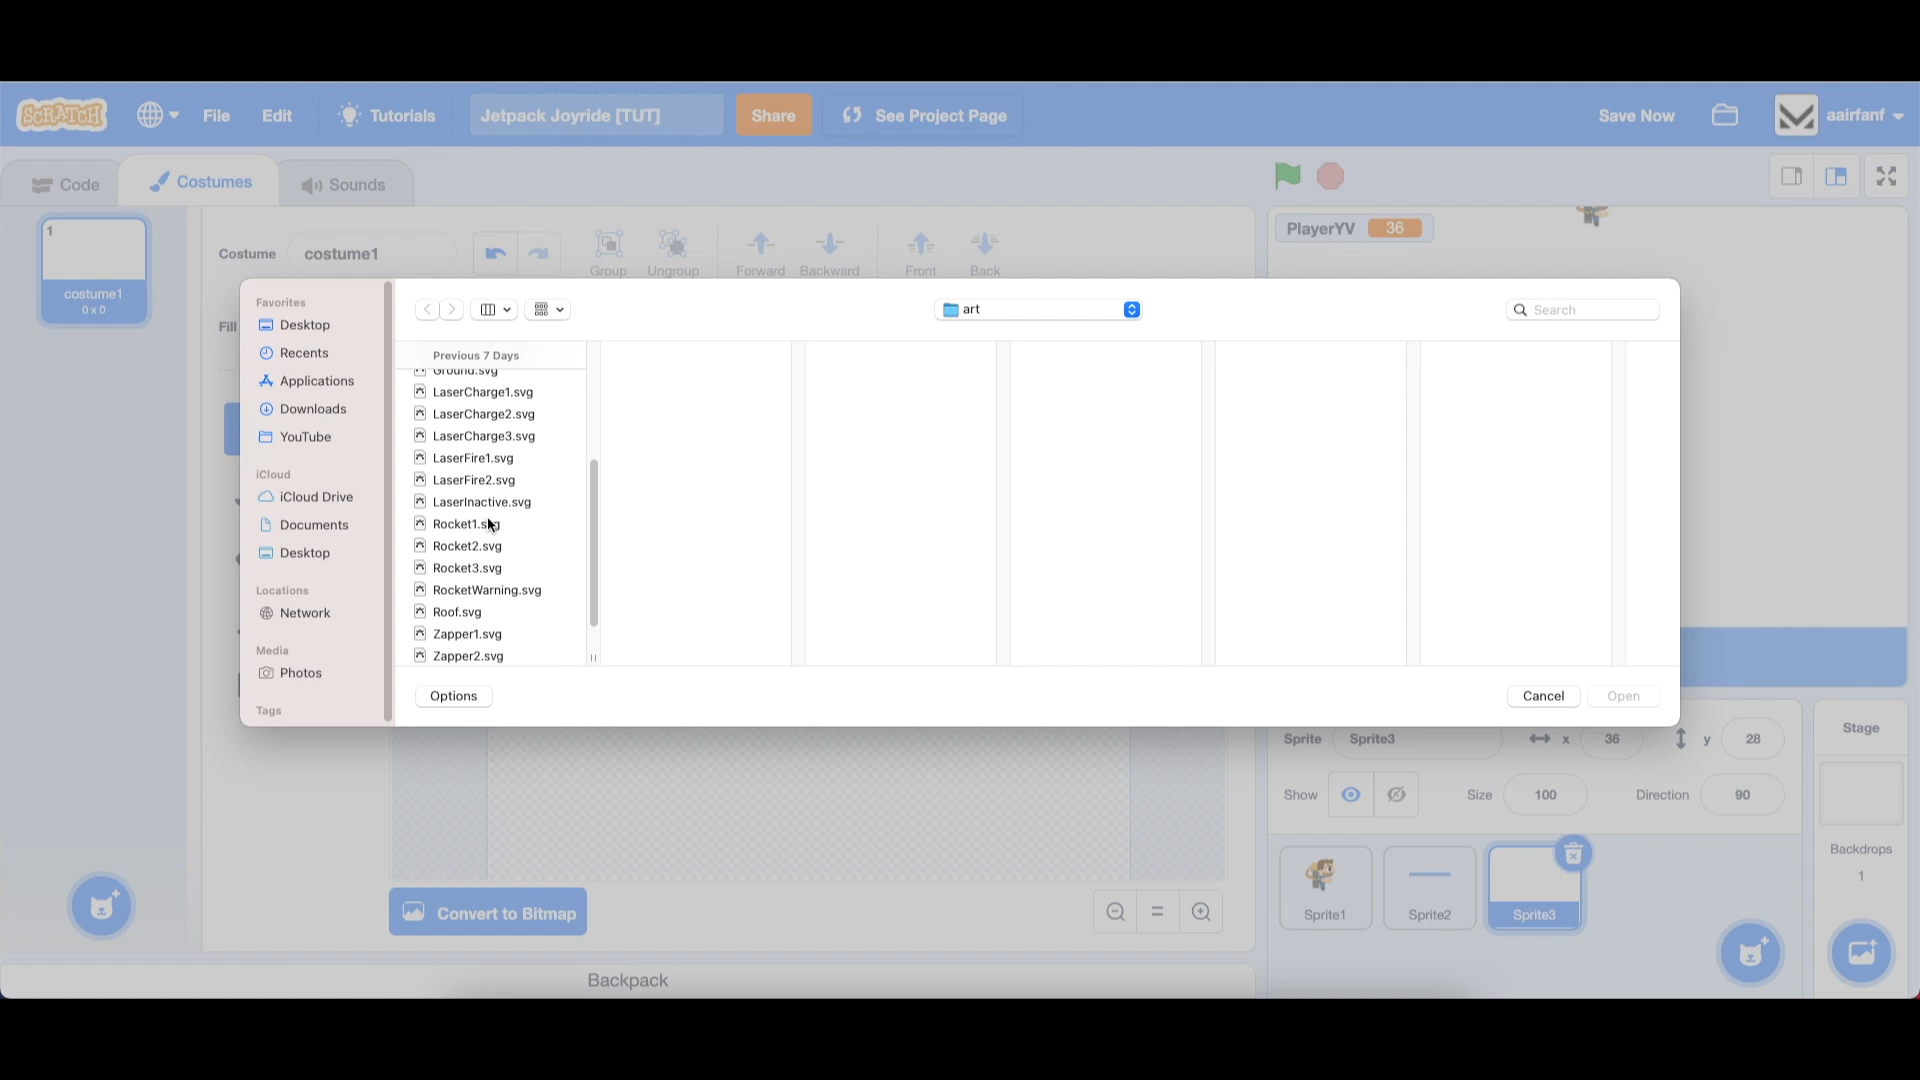 SCRATCH File Edit Tutorials Jetpack Joyride [TUT] Share See Project Page Save Now aairfanf
Code Costumes Sounds
1
costume1
0 x 0
Costume costume1
Group Ungroup Forward Backward Front Back
Fill
PlayerYV 36
Favorites
Desktop
Recents
Applications
Downloads
YouTube
iCloud
iCloud Drive
Documents
Desktop
Locations
Network
Media
Photos
Tags
art
Search
Previous 7 Days
Ground.svg
LaserCharge1.svg
LaserCharge2.svg
LaserCharge3.svg
LaserFire1.svg
LaserFire2.svg
LaserInactive.svg
Rocket1.svg
Rocket2.svg
Rocket3.svg
RocketWarning.svg
Roof.svg
Zapper1.svg
Zapper2.svg
Options Cancel Open
Convert to Bitmap
Backpack
Sprite Sprite3 x 36 y 28
Show Size 100 Direction 90
Sprite1 Sprite2 Sprite3
Stage
Backdrops
1